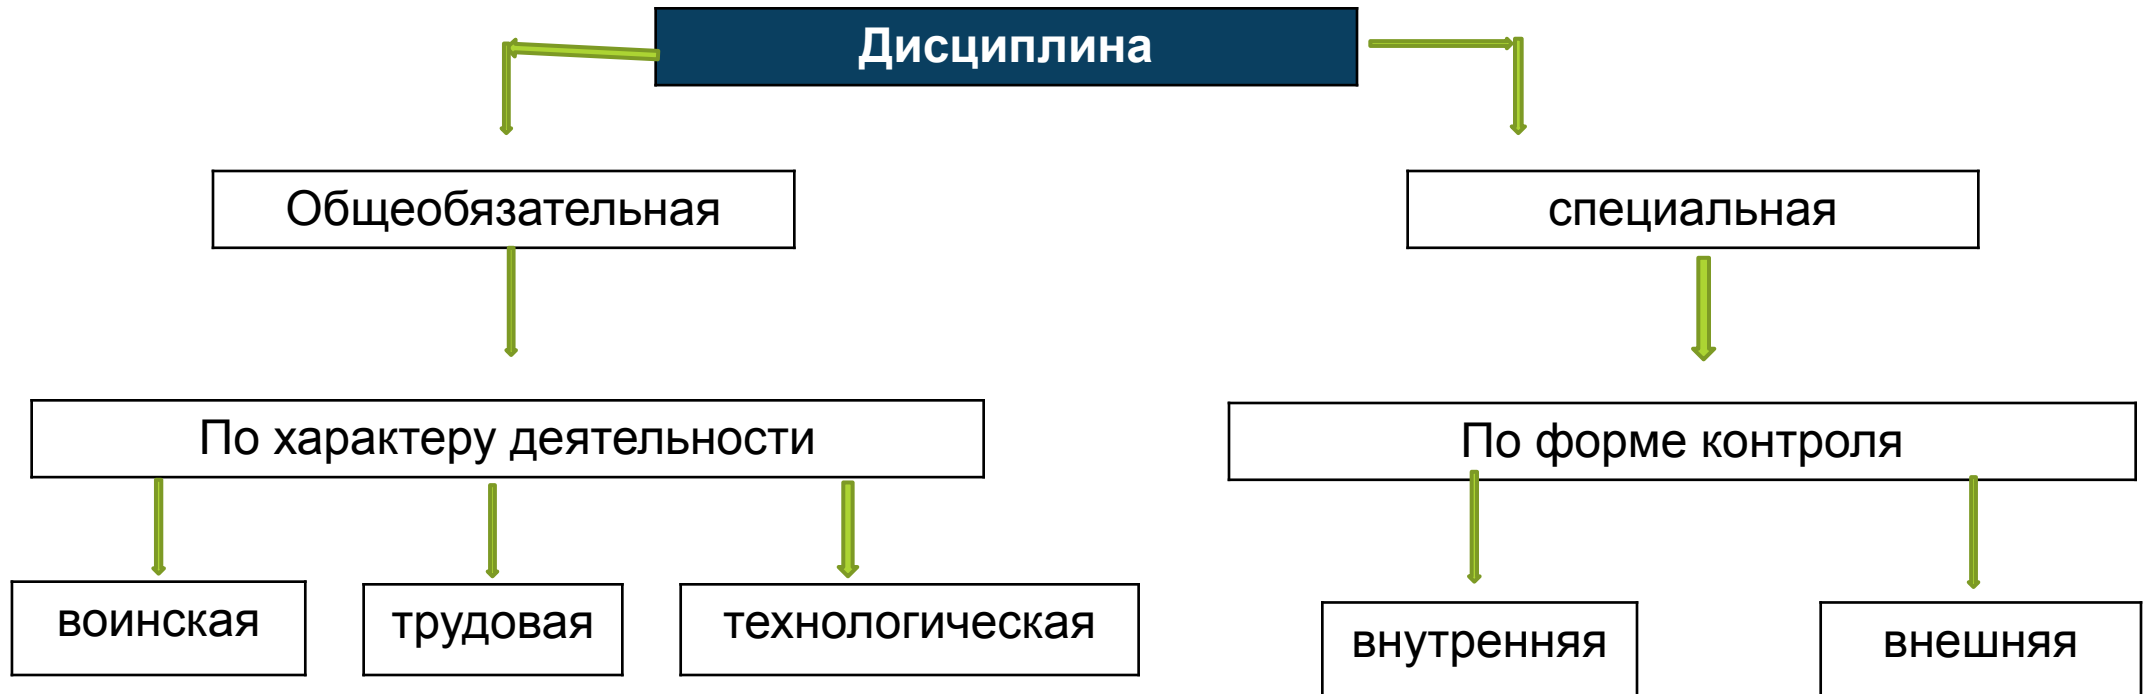 Дисциплина
Общеобязательная
специальная
По характеру деятельности
По форме контроля
воинская
трудовая
технологическая
внутренняя
внешняя